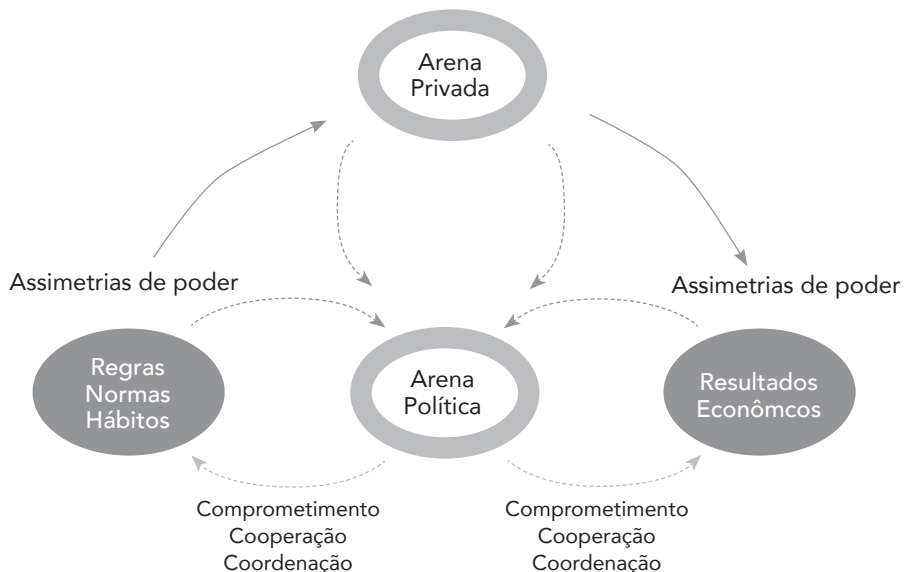 Arena
Privada
Assimetrias de poder
Assimetrias de poder
Regras
Normas
Hábitos
Arena
Política
Resultados
Econômcos
Comprometimento
Cooperação
Coordenação
Comprometimento
Cooperação
Coordenação